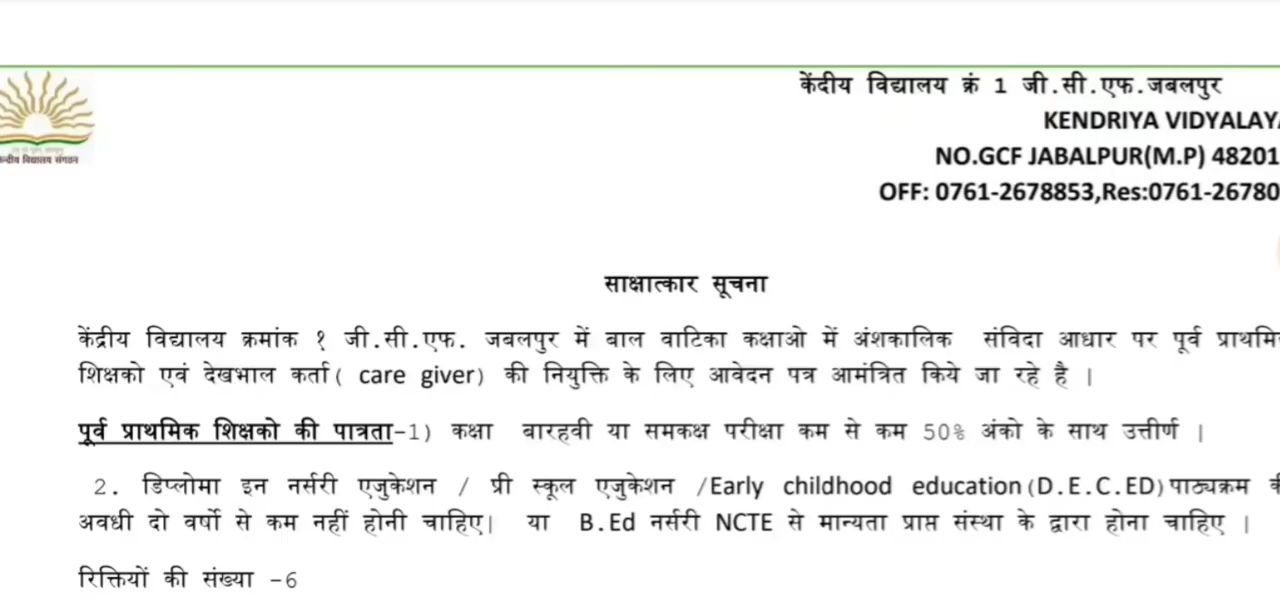 केंदीय विद्यालय क्रं 1 जी.सी.एफ.जबलपुर
KENDRIYA VIDYALAYA
NO.GCF JABALPUR(M.P) 48201
OFF: 0761-2678853,Res:0761-26780
विद्यालय संगठन
साक्षात्कार सूचना
केंद्रीय विद्यालय क्रमांक १ जी.सी.एफ. जबलपुर में बाल वाटिका कक्षाओ में अंशकालिक संविदा आधार पर पूर्व प्राथमि
शिक्षको एवं देखभाल कर्ता( care giver) की नियुक्ति के लिए आवेदन पत्र आमंत्रित किये जा रहे है |
पूर्व प्राथमिक शिक्षको की पात्रता-1) कक्षा बारहवी या समकक्ष परीक्षा कम से कम 50% अंको के साथ उत्तीर्ण |
2. डिप्लोमा इन नर्सरी एजुकेशन / प्री स्कूल एजुकेशन /Early childhood education(D.E.C.ED)पाठ्यक्रम की
अवधी दो वर्षो से कम नहीं होनी चाहिए| या B.Ed नर्सरी NCTE से मान्यता प्राप्त संस्था के द्वारा होना चाहिए |
रिक्तियों की संख्या -6